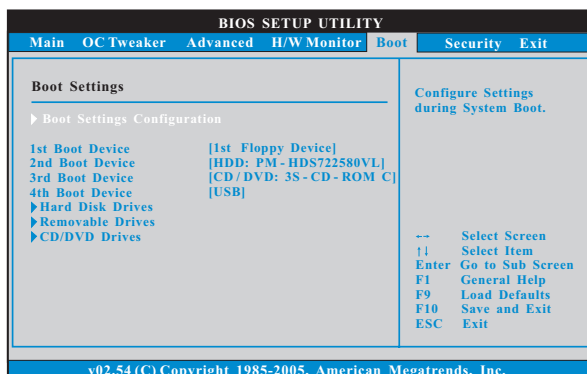 BIOS SETUP UTILITY
Main OC Tweaker Advanced H/W Monitor Boot Security Exit
Boot Settings
Boot Settings Configuration
1st Boot Device [1st Floppy Device]
2nd Boot Device [HDD: PM-HDS722580VL]
3rd Boot Device [CD/DVD: 3S-CD-ROM C]
4th Boot Device [USB]
Hard Disk Drives
Removable Drives
CD/DVD Drives
Configure Settings
during System Boot.
←→ Select Screen
↑↓ Select Item
Enter Go to Sub Screen
F1 General Help
F9 Load Defaults
F10 Save and Exit
ESC Exit
v02.54 (C) Copyright 1985-2005, American Megatrends, Inc.